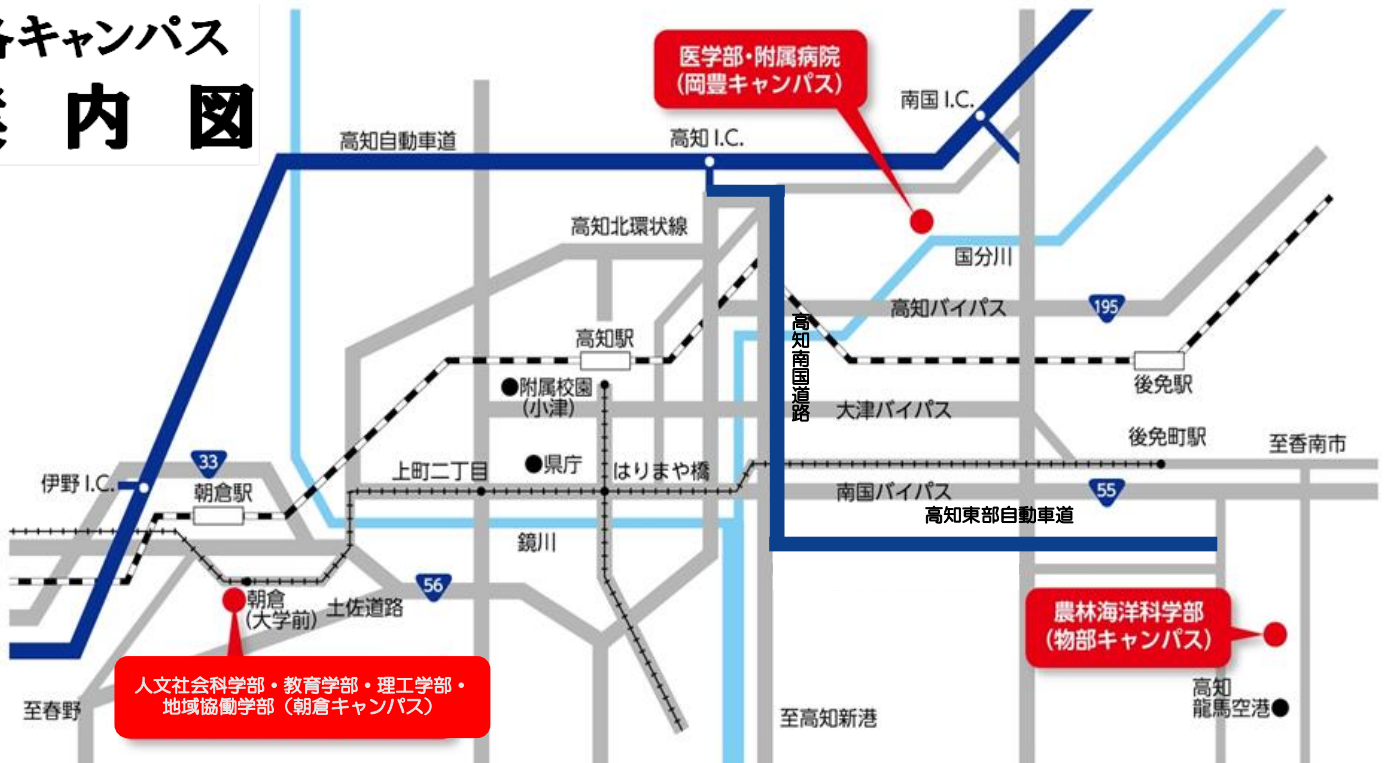 キャンパス
内 図
医学部・附属病院
(岡豊キャンパス)
南国 I.C.
高知自動車道
高知 I.C.
高知北環状線
国分川
高知バイパス
195
高知南国道路
高知駅
後免駅
附属校園
(小津)
大津バイパス
後免町駅
至香南市
33
伊野 I.C.
朝倉駅
上町二丁目
県庁
はりまや橋
南国バイパス
55
高知東部自動車道
鏡川
56
朝倉
(大学前)
土佐道路
農林海洋科学部
(物部キャンパス)
人文社会科学部・教育学部・理工学部・
地域協働学部（朝倉キャンパス）
至春野
至高知新港
高知
龍馬空港